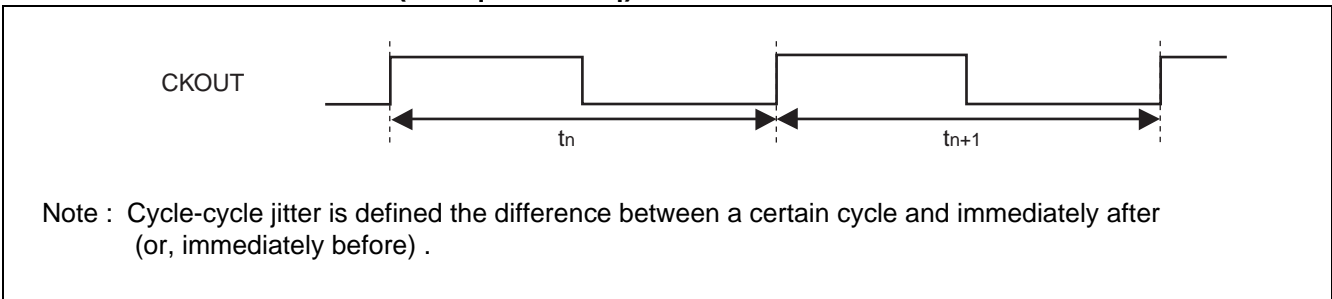 CKOUT
tn
tn+1
Note : Cycle-cycle jitter is defined the difference between a certain cycle and immediately after
(or, immediately before) .